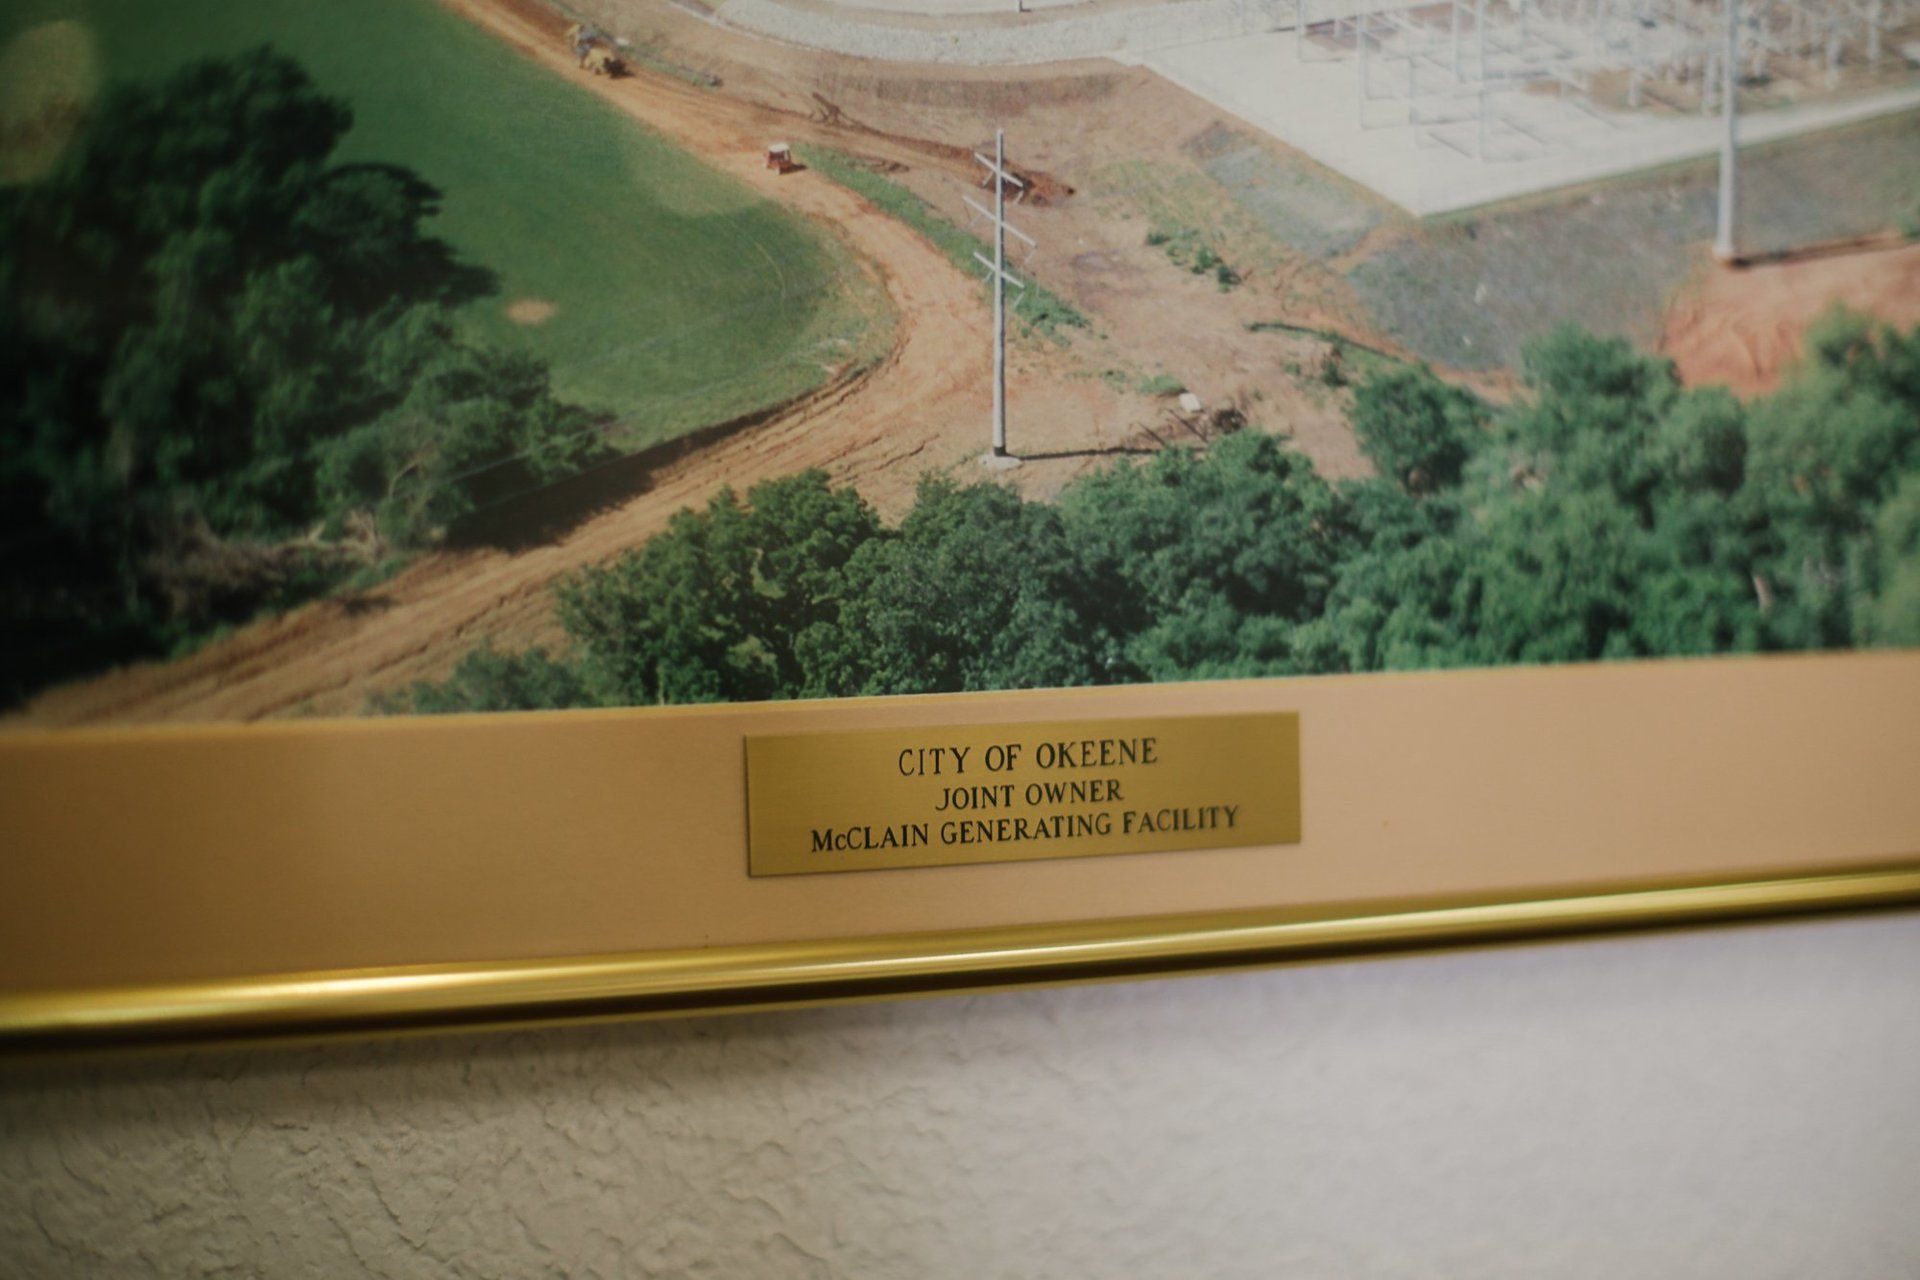 CITY OF OKEENE
JOINT OWNER
McCLAIN GENERATING FACILITY